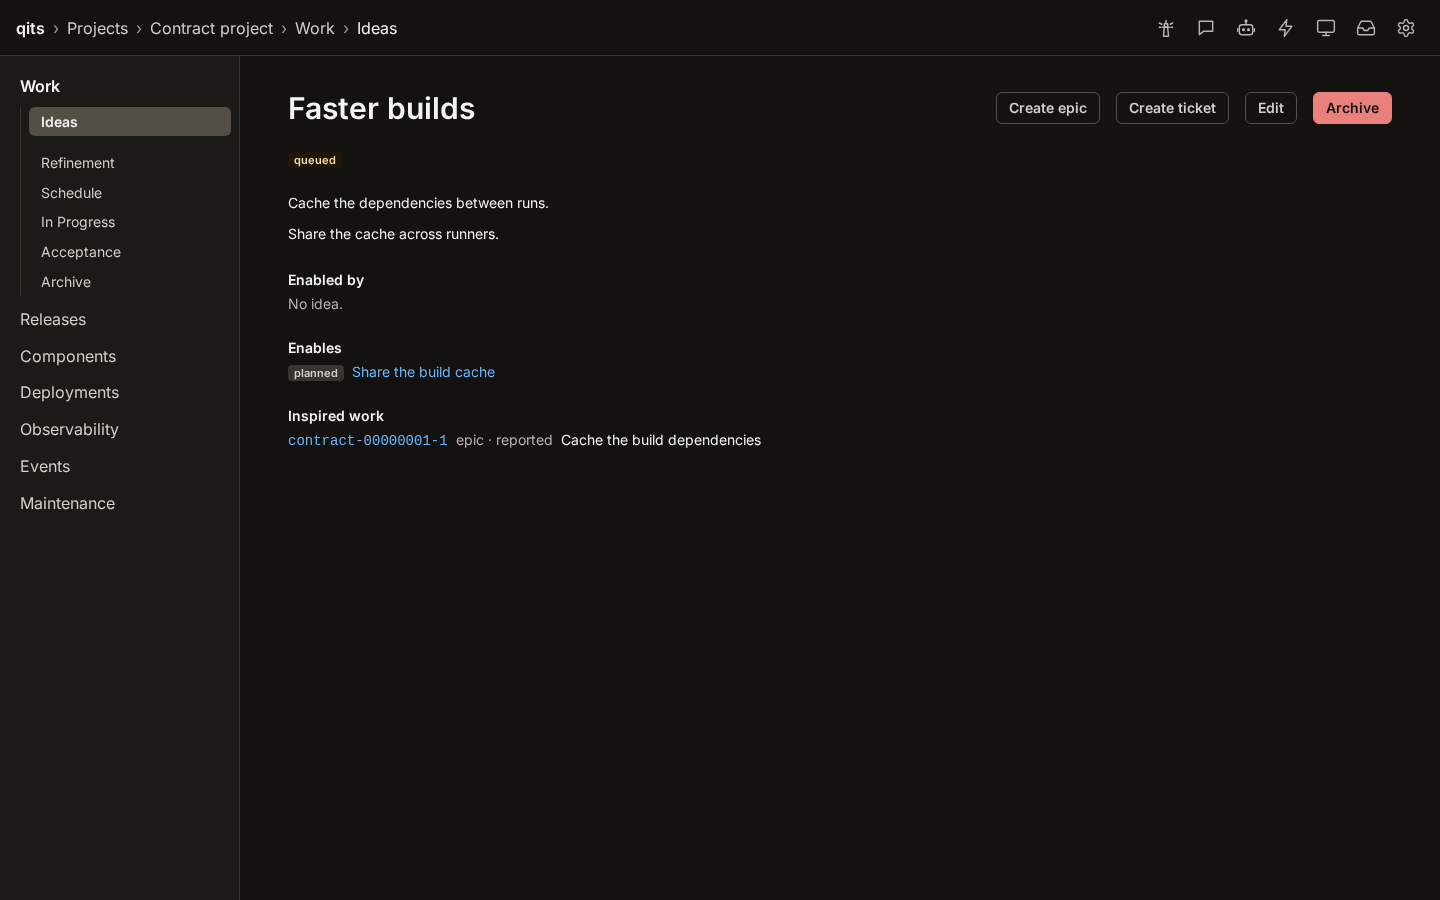 qits › Projects › Contract project › Work › Ideas
Work
Ideas
Refinement
Schedule
In Progress
Acceptance
Archive
Releases
Components
Deployments
Observability
Events
Maintenance
Faster builds
Create epic
Create ticket
Edit
Archive
queued
Cache the dependencies between runs.
Share the cache across runners.
Enabled by
No idea.
Enables
planned Share the build cache
Inspired work
contract-00000001-1 epic · reported Cache the build dependencies